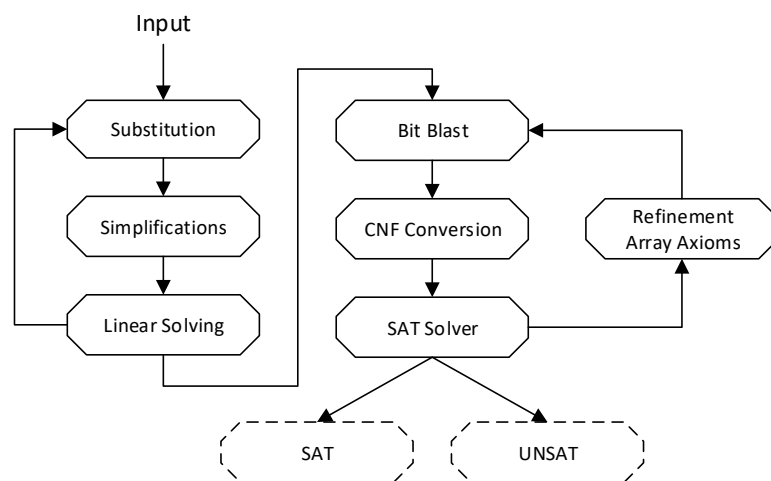 Input
Substitution
Simplifications
Linear Solving
Bit Blast
CNF Conversion
SAT Solver
Refinement
Array Axioms
SAT
UNSAT